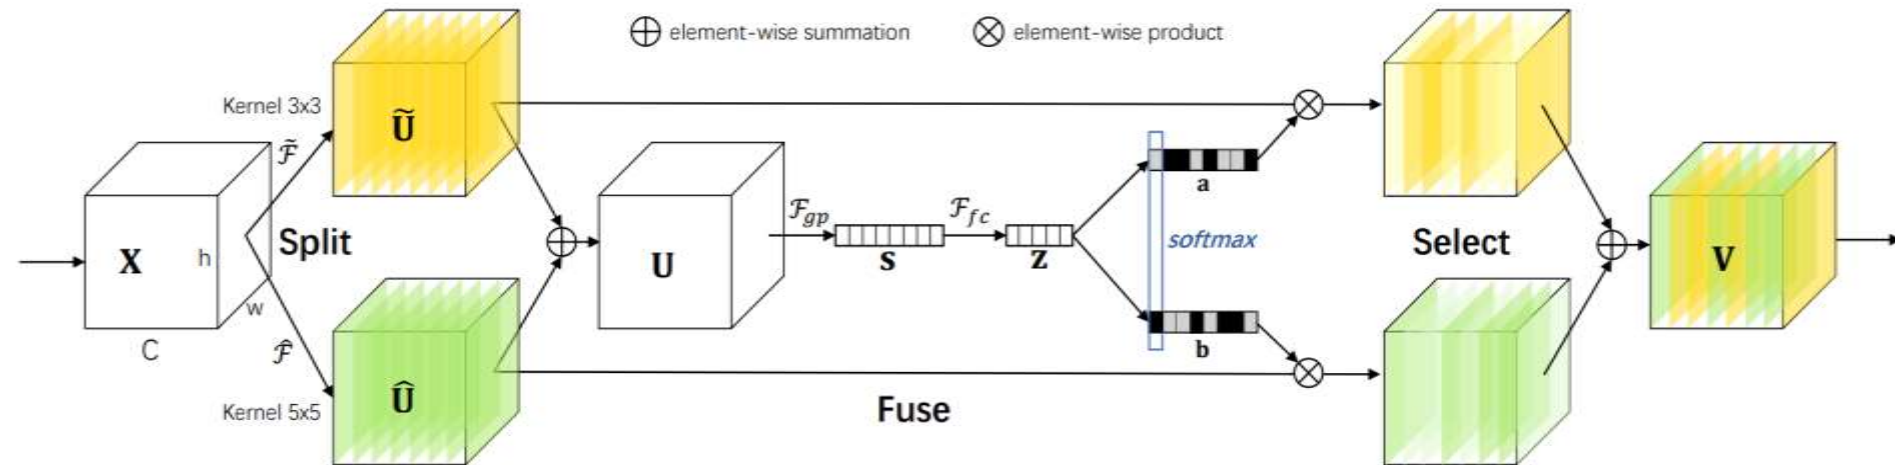 ⊕ element-wise summation
⊗ element-wise product
Kernel 3x3
Ũ
F̃
X
h
w
C
Split
F̂
Kernel 5x5
Û
U
F_gp
s
F_fc
z
a
softmax
b
Fuse
Select
V